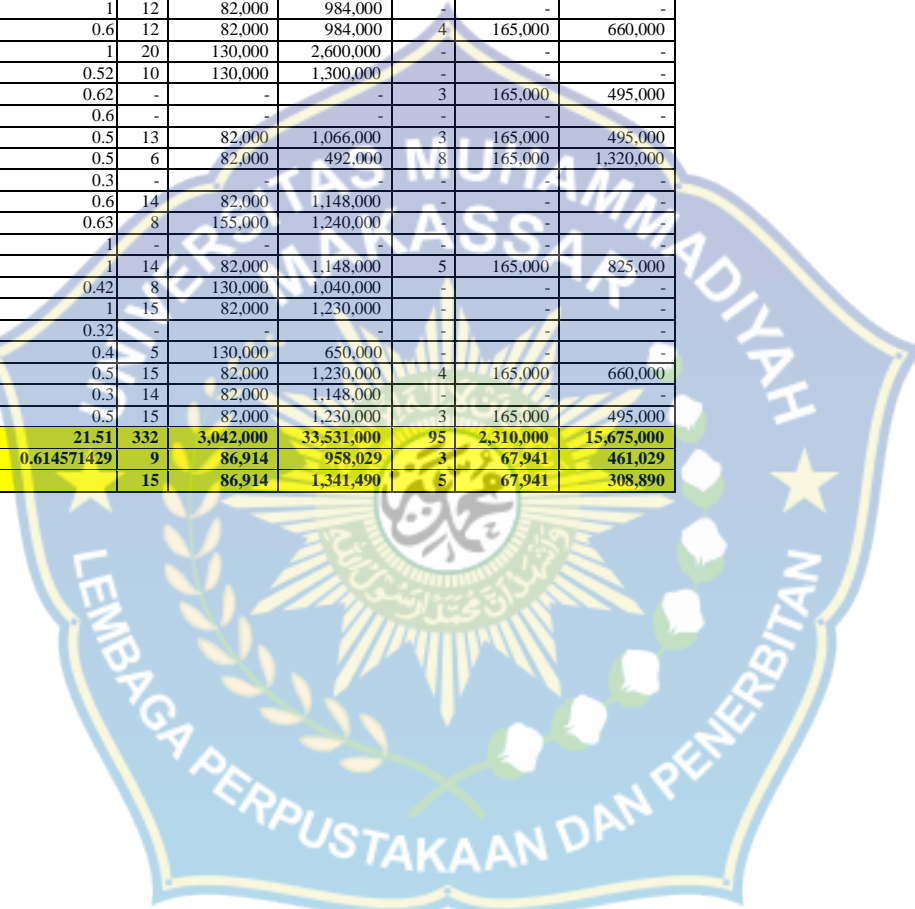 1 12 82,000 984,000 - - -
0.6 12 82,000 984,000 4 165,000 660,000
1 20 130,000 2,600,000 - - -
0.52 10 130,000 1,300,000 - - -
0.62 - - - 3 165,000 495,000
0.6 - - - - - -
0.5 13 82,000 1,066,000 3 165,000 495,000
0.5 6 82,000 492,000 8 165,000 1,320,000
0.3 - - - - - -
0.6 14 82,000 1,148,000 - - -
0.63 8 155,000 1,240,000 - - -
1 - - - - - -
1 14 82,000 1,148,000 5 165,000 825,000
0.42 8 130,000 1,040,000 - - -
1 15 82,000 1,230,000 - - -
0.32 - - - - - -
0.4 5 130,000 650,000 - - -
0.5 15 82,000 1,230,000 4 165,000 660,000
0.3 14 82,000 1,148,000 - - -
0.5 15 82,000 1,230,000 3 165,000 495,000
21.51 332 3,042,000 33,531,000 95 2,310,000 15,675,000
0.614571429 9 86,914 958,029 3 67,941 461,029
15 86,914 1,341,490 5 67,941 308,890
UNIVERSITAS MUHAMMADIYAH
MAKASSAR
LEMBAGA PERPUSTAKAAN DAN PENERBITAN